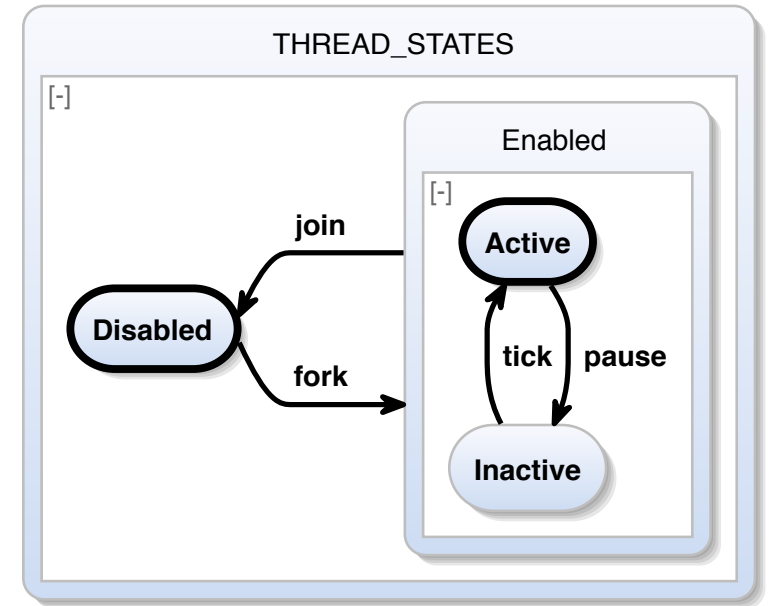 THREAD_STATES
[-]
Enabled
[-]
join
Active
Disabled
tick
pause
fork
Inactive